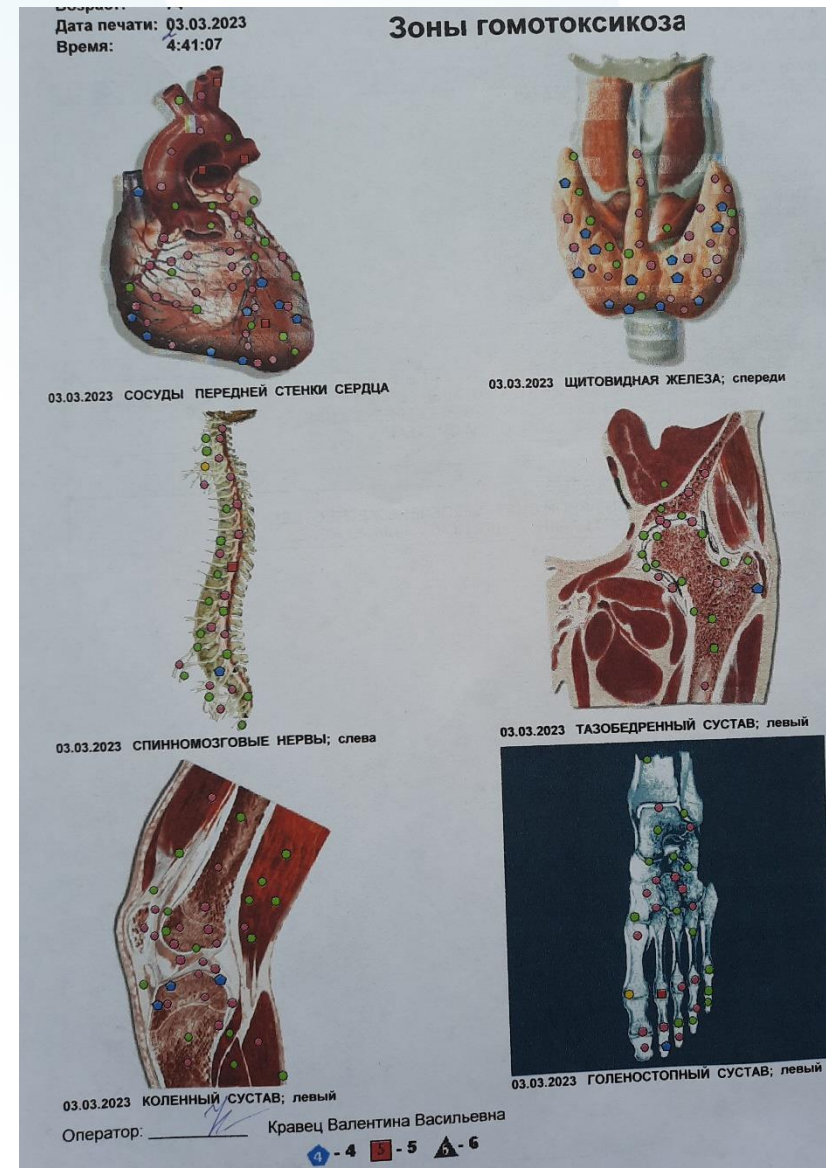 Дата печати: 03.03.2023
Зоны гомотоксикоза
Время: 4:41:07
03.03.2023 СОСУДЫ ПЕРЕДНЕЙ СТЕНКИ СЕРДЦА
03.03.2023 ЩИТОВИДНАЯ ЖЕЛЕЗА; спереди
03.03.2023 СПИННОМОЗГОВЫЕ НЕРВЫ; слева
03.03.2023 ТАЗОБЕДРЕННЫЙ СУСТАВ; левый
03.03.2023 КОЛЕННЫЙ СУСТАВ; левый
03.03.2023 ГОЛЕНОСТОПНЫЙ СУСТАВ; левый
Оператор: Кравец Валентина Васильевна
4 - 4 5 - 5 6 - 6